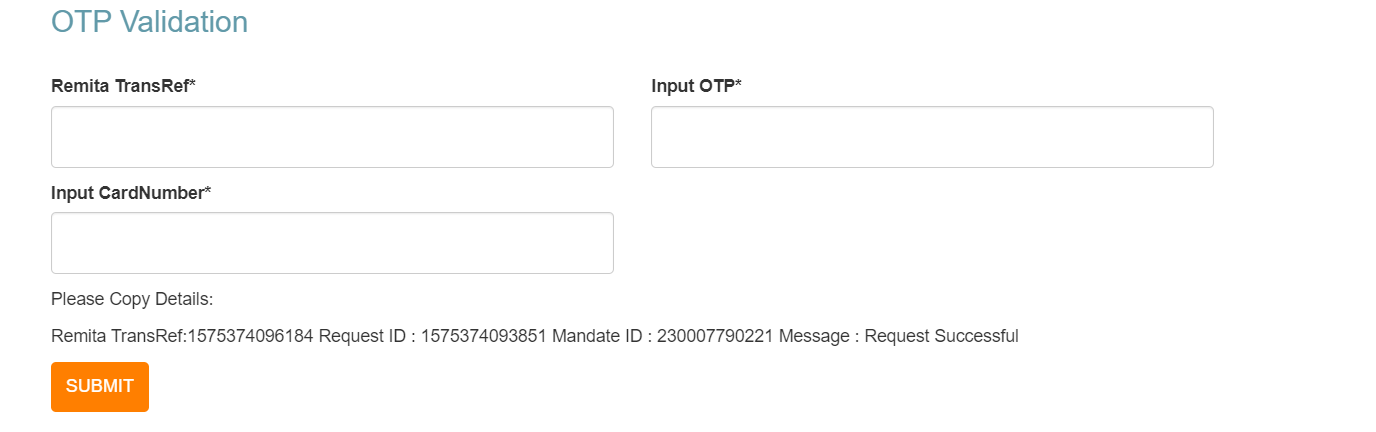 OTP Validation
Remita TransRef*
Input OTP*
Input CardNumber*
Please Copy Details:
Remita TransRef:1575374096184 Request ID : 1575374093851 Mandate ID : 230007790221 Message : Request Successful
SUBMIT